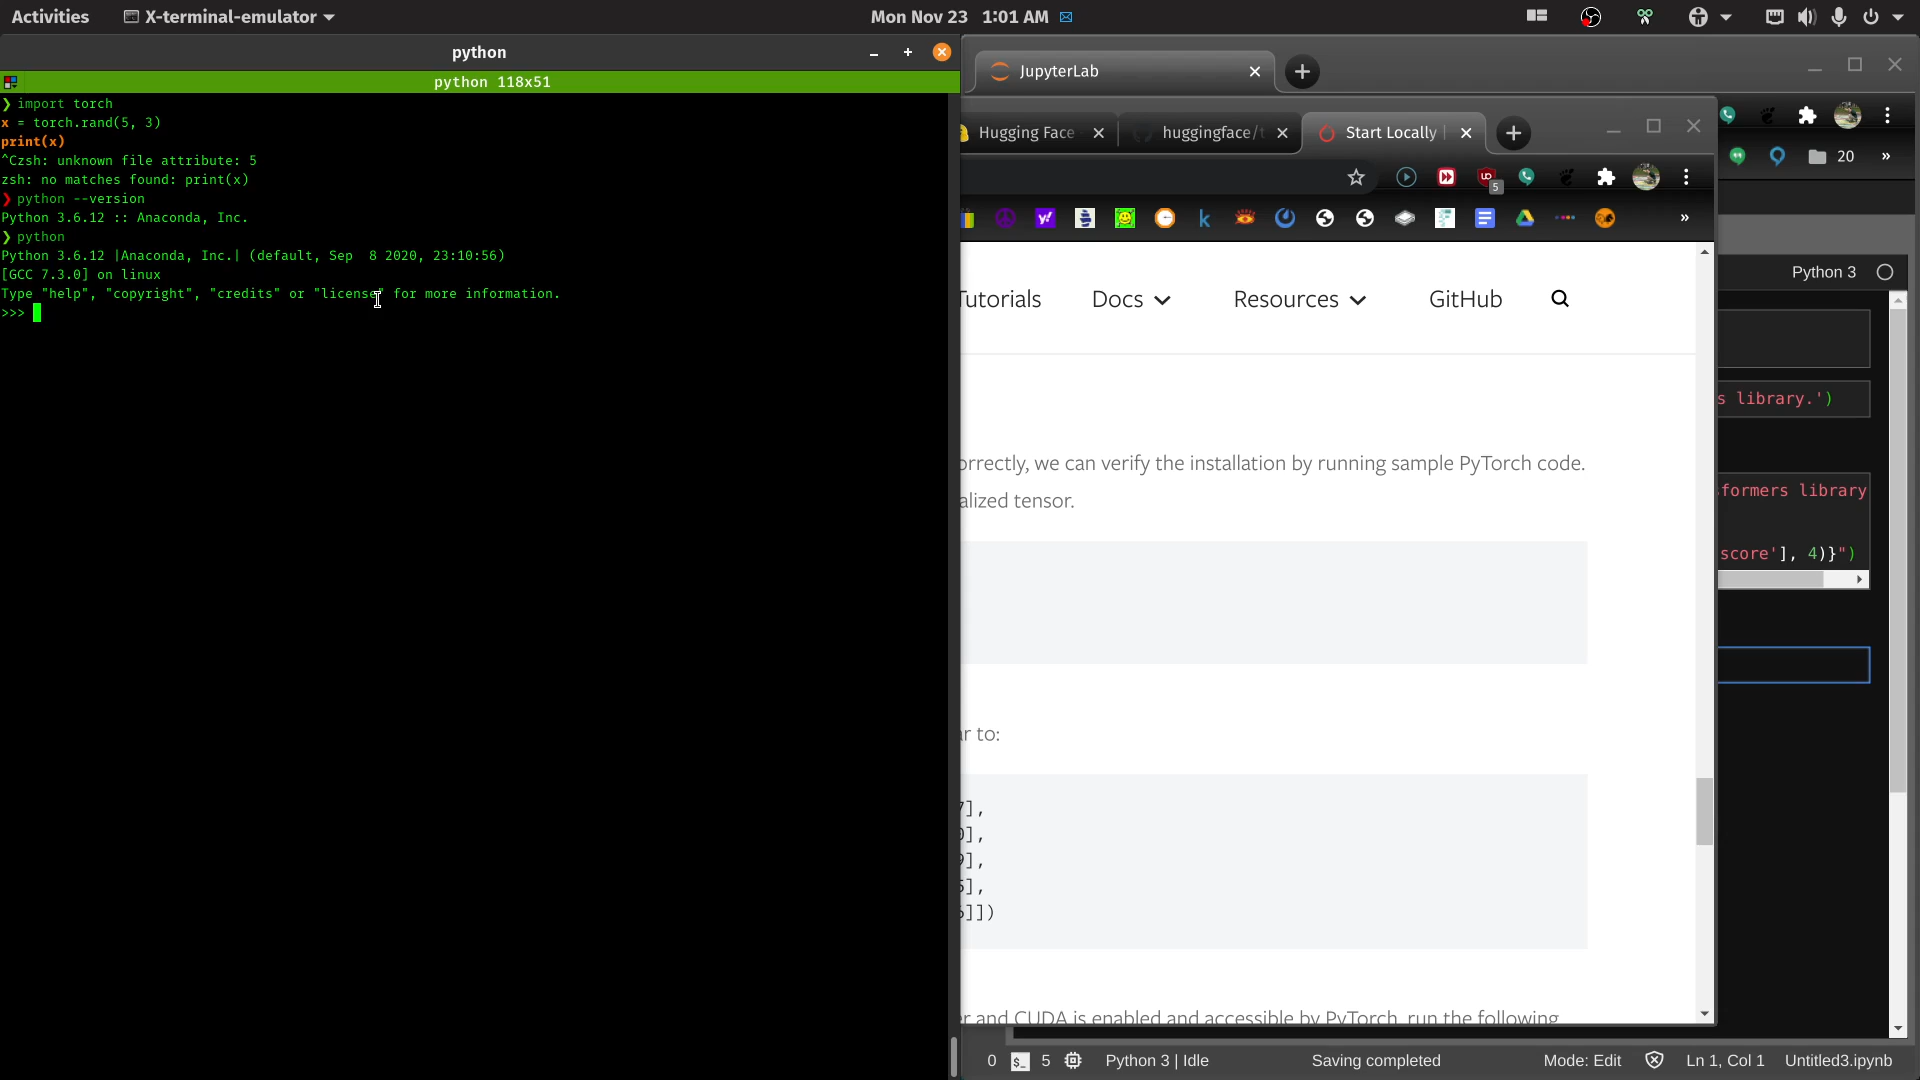 Activities
X-terminal-emulator
Mon Nov 23 1:01 AM
python
python 118x51
❯ import torch
x = torch.rand(5, 3)
print(x)
^Czsh: unknown file attribute: 5
zsh: no matches found: print(x)
❯ python --version
Python 3.6.12 :: Anaconda, Inc.
❯ python
Python 3.6.12 |Anaconda, Inc.| (default, Sep  8 2020, 23:10:56)
[GCC 7.3.0] on linux
Type "help", "copyright", "credits" or "license" for more information.
>>>
JupyterLab
Hugging Face
huggingface/t
Start Locally
5
20
»
»
Tutorials
Docs
Resources
GitHub
orrectly, we can verify the installation by running sample PyTorch code.
alized tensor.
ar to:
],
],
],
],
]])
er and CUDA is enabled and accessible by PyTorch, run the following
Python 3
s library.')
formers library
score'], 4)}")
0
5
Python 3 | Idle
Saving completed
Mode: Edit
Ln 1, Col 1
Untitled3.ipynb